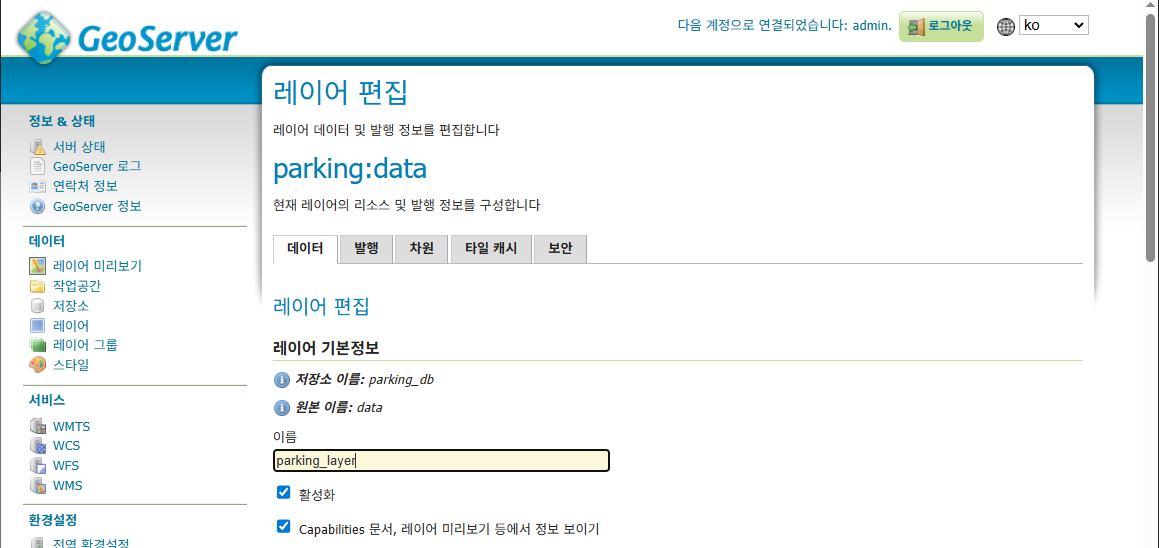 GeoServer
다음 계정으로 연결되었습니다: admin.
로그아웃
ko
정보 & 상태
서버 상태
GeoServer 로그
연락처 정보
GeoServer 정보
데이터
레이어 미리보기
작업공간
저장소
레이어
레이어 그룹
스타일
서비스
WMTS
WCS
WFS
WMS
환경설정
전역 환경설정
레이어 편집
레이어 데이터 및 발행 정보를 편집합니다
parking:data
현재 레이어의 리소스 및 발행 정보를 구성합니다
데이터 발행 차원 타일 캐시 보안
레이어 편집
레이어 기본정보
저장소 이름: parking_db
원본 이름: data
이름
parking_layer
활성화
Capabilities 문서, 레이어 미리보기 등에서 정보 보이기